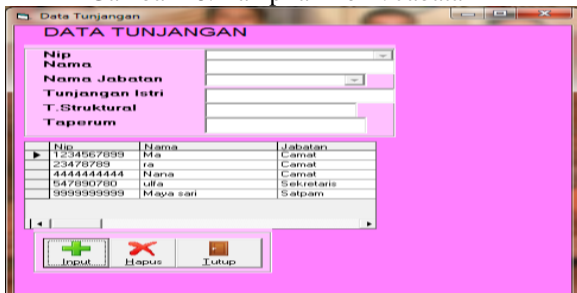 Data Tunjangan
DATA TUNJANGAN
Nip
Nama
Nama Jabatan
Tunjangan Istri
T.Struktural
Taperum
Nip Nama Jabatan
1234567899 Ma Camat
23478789 ra Camat
4444444444 Nana Camat
547890780 ulfa Sekretaris
9999999999 Maya sari Satpam
Input Hapus Tutup